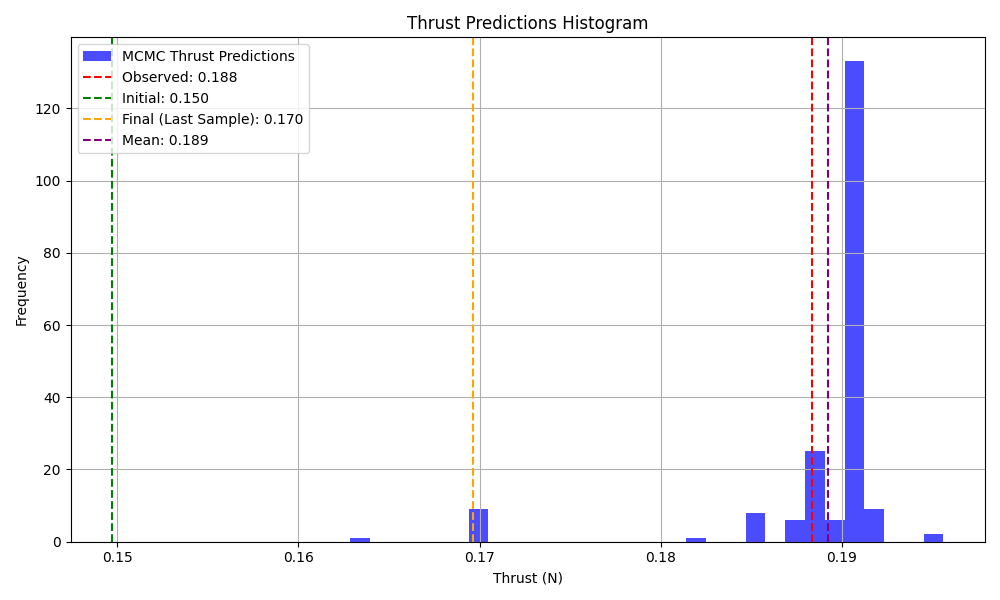 Thrust Predictions Histogram
MCMC Thrust Predictions
Observed: 0.188
Initial: 0.150
Final (Last Sample): 0.170
Mean: 0.189
Frequency
120
100
80
60
40
20
0
0.15 0.16 0.17 0.18 0.19
Thrust (N)